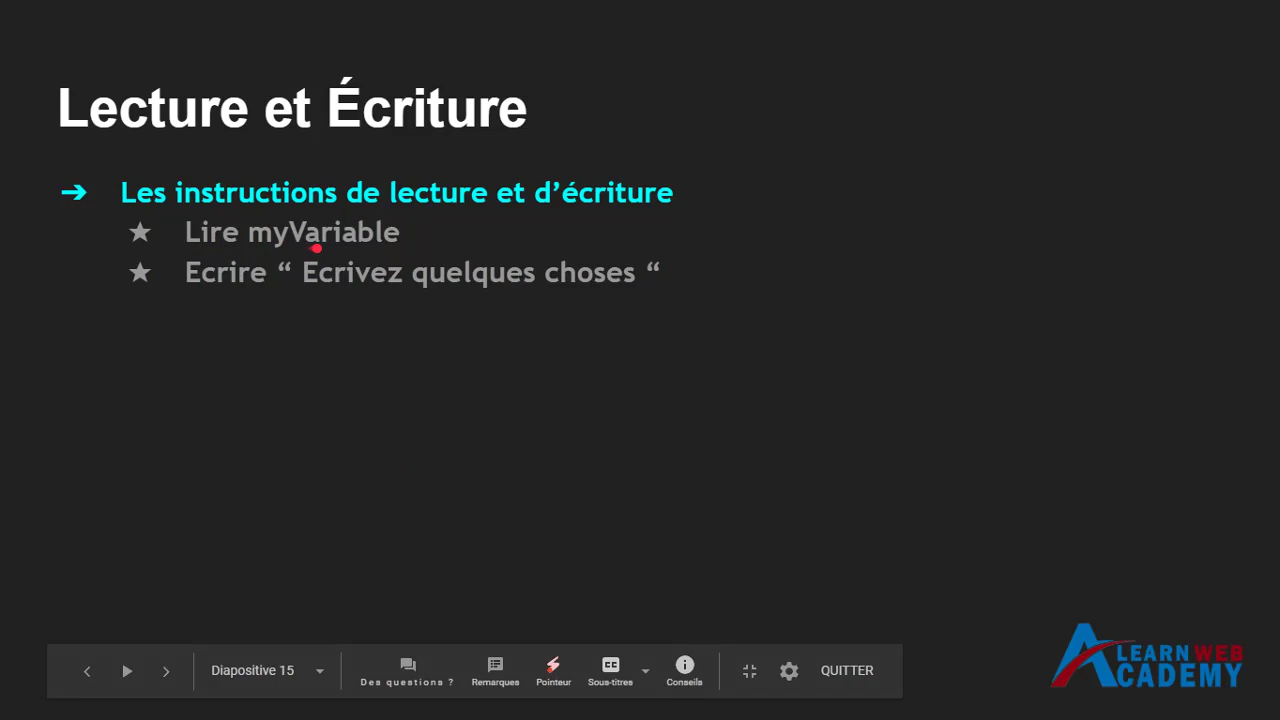 Lecture et Écriture
➔ Les instructions de lecture et d’écriture
★ Lire myVariable
★ Ecrire “ Ecrivez quelques choses “
Diapositive 15
Des questions ?
Remarques
Pointeur
Sous-titres
Conseils
QUITTER
LEARN WEB
ACADEMY